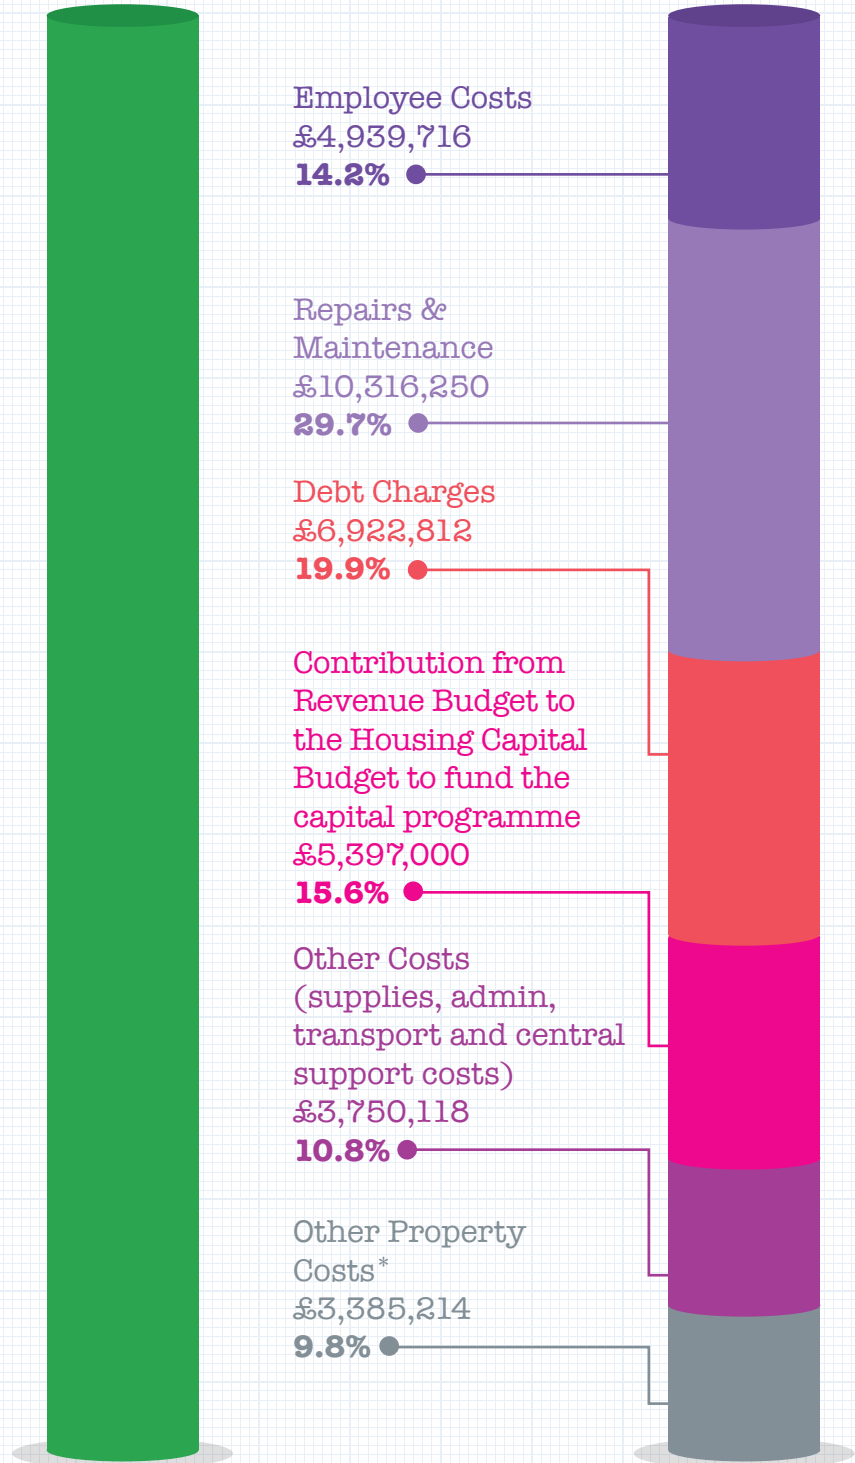 Employee Costs
£4,939,716
14.2%
Repairs &
Maintenance
£10,316,250
29.7%
Debt Charges
£6,922,812
19.9%
Contribution from
Revenue Budget to
the Housing Capital
Budget to fund the
capital programme
£5,397,000
15.6%
Other Costs
(supplies, admin,
transport and central
support costs)
£3,750,118
10.8%
Other Property
Costs*
£3,385,214
9.8%